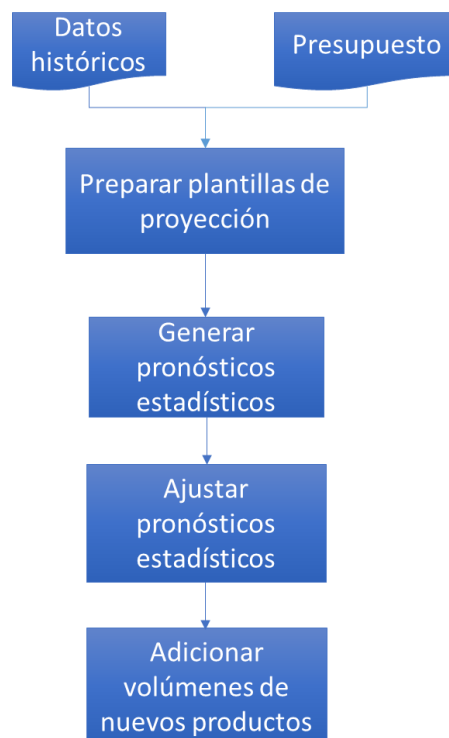 Datos
históricos
Presupuesto
Preparar plantillas de
proyección
Generar
pronósticos
estadísticos
Ajustar
pronósticos
estadísticos
Adicionar
volúmenes de
nuevos productos